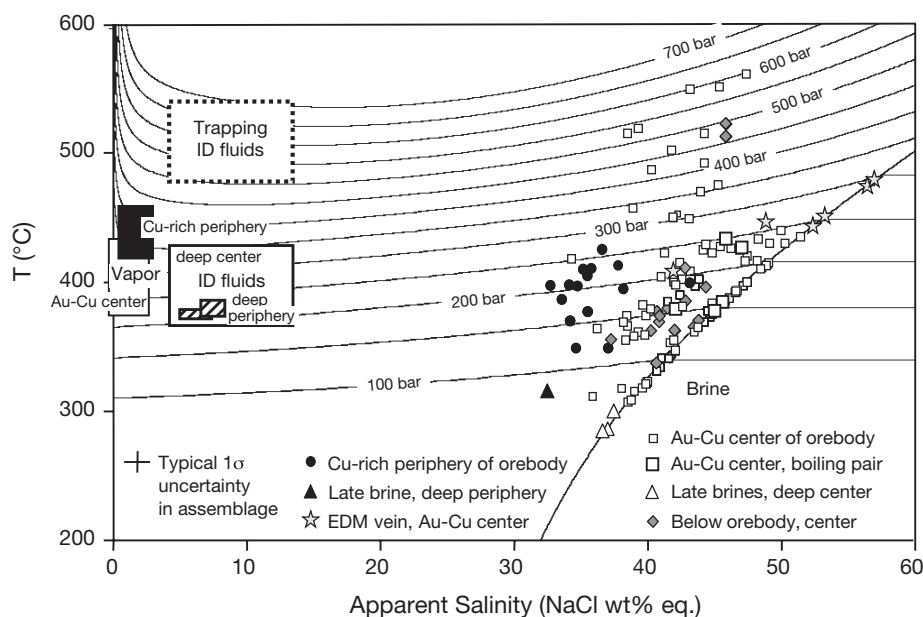 600
500
400
300
200
T (°C)
0
10
20
30
40
50
60
Apparent Salinity (NaCl wt% eq.)
700 bar
600 bar
500 bar
400 bar
300 bar
200 bar
100 bar
Trapping
ID fluids
Cu-rich periphery
Vapor
Au-Cu center
deep center
ID fluids
deep
periphery
Brine
Typical 1σ
uncertainty
in assemblage
Cu-rich periphery of orebody
Late brine, deep periphery
EDM vein, Au-Cu center
Au-Cu center of orebody
Au-Cu center, boiling pair
Late brines, deep center
Below orebody, center